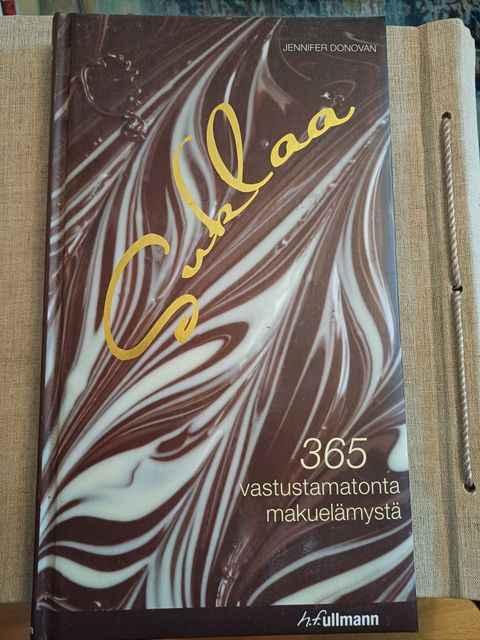 JENNIFER DONOVAN
Suklaa
365
vastustamatonta
makuelämystä
h.f.ullmann